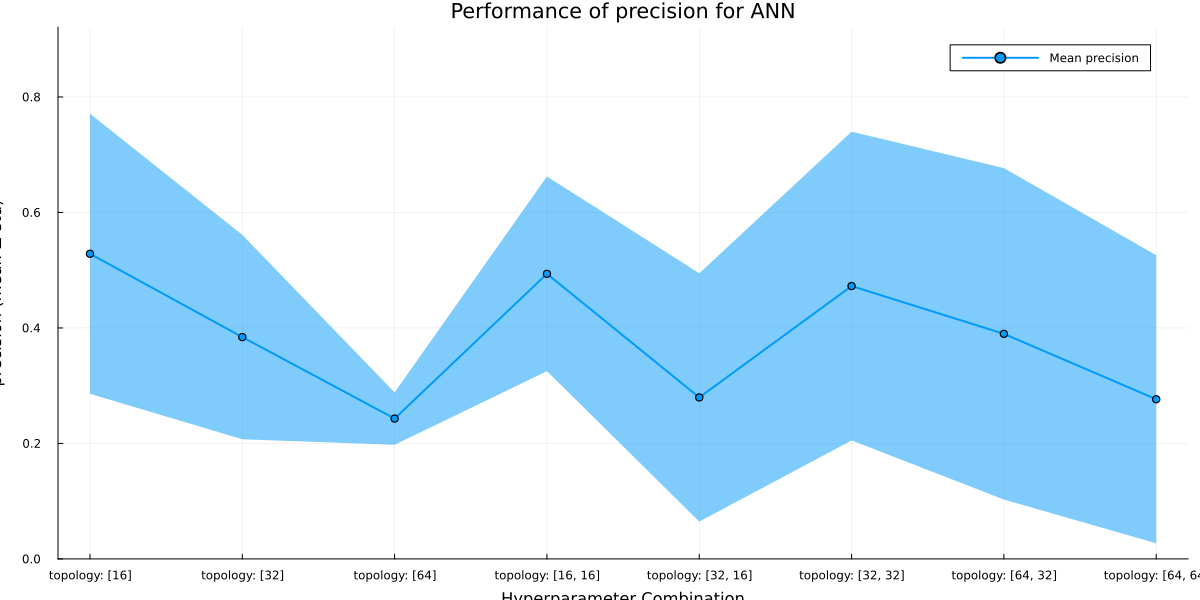 Performance of precision for ANN
Mean precision
0.8
0.6
0.4
0.2
0.0
topology: [16]
topology: [32]
topology: [64]
topology: [16, 16]
topology: [32, 16]
topology: [32, 32]
topology: [64, 32]
topology: [64, 64
Hyperparameter Combination